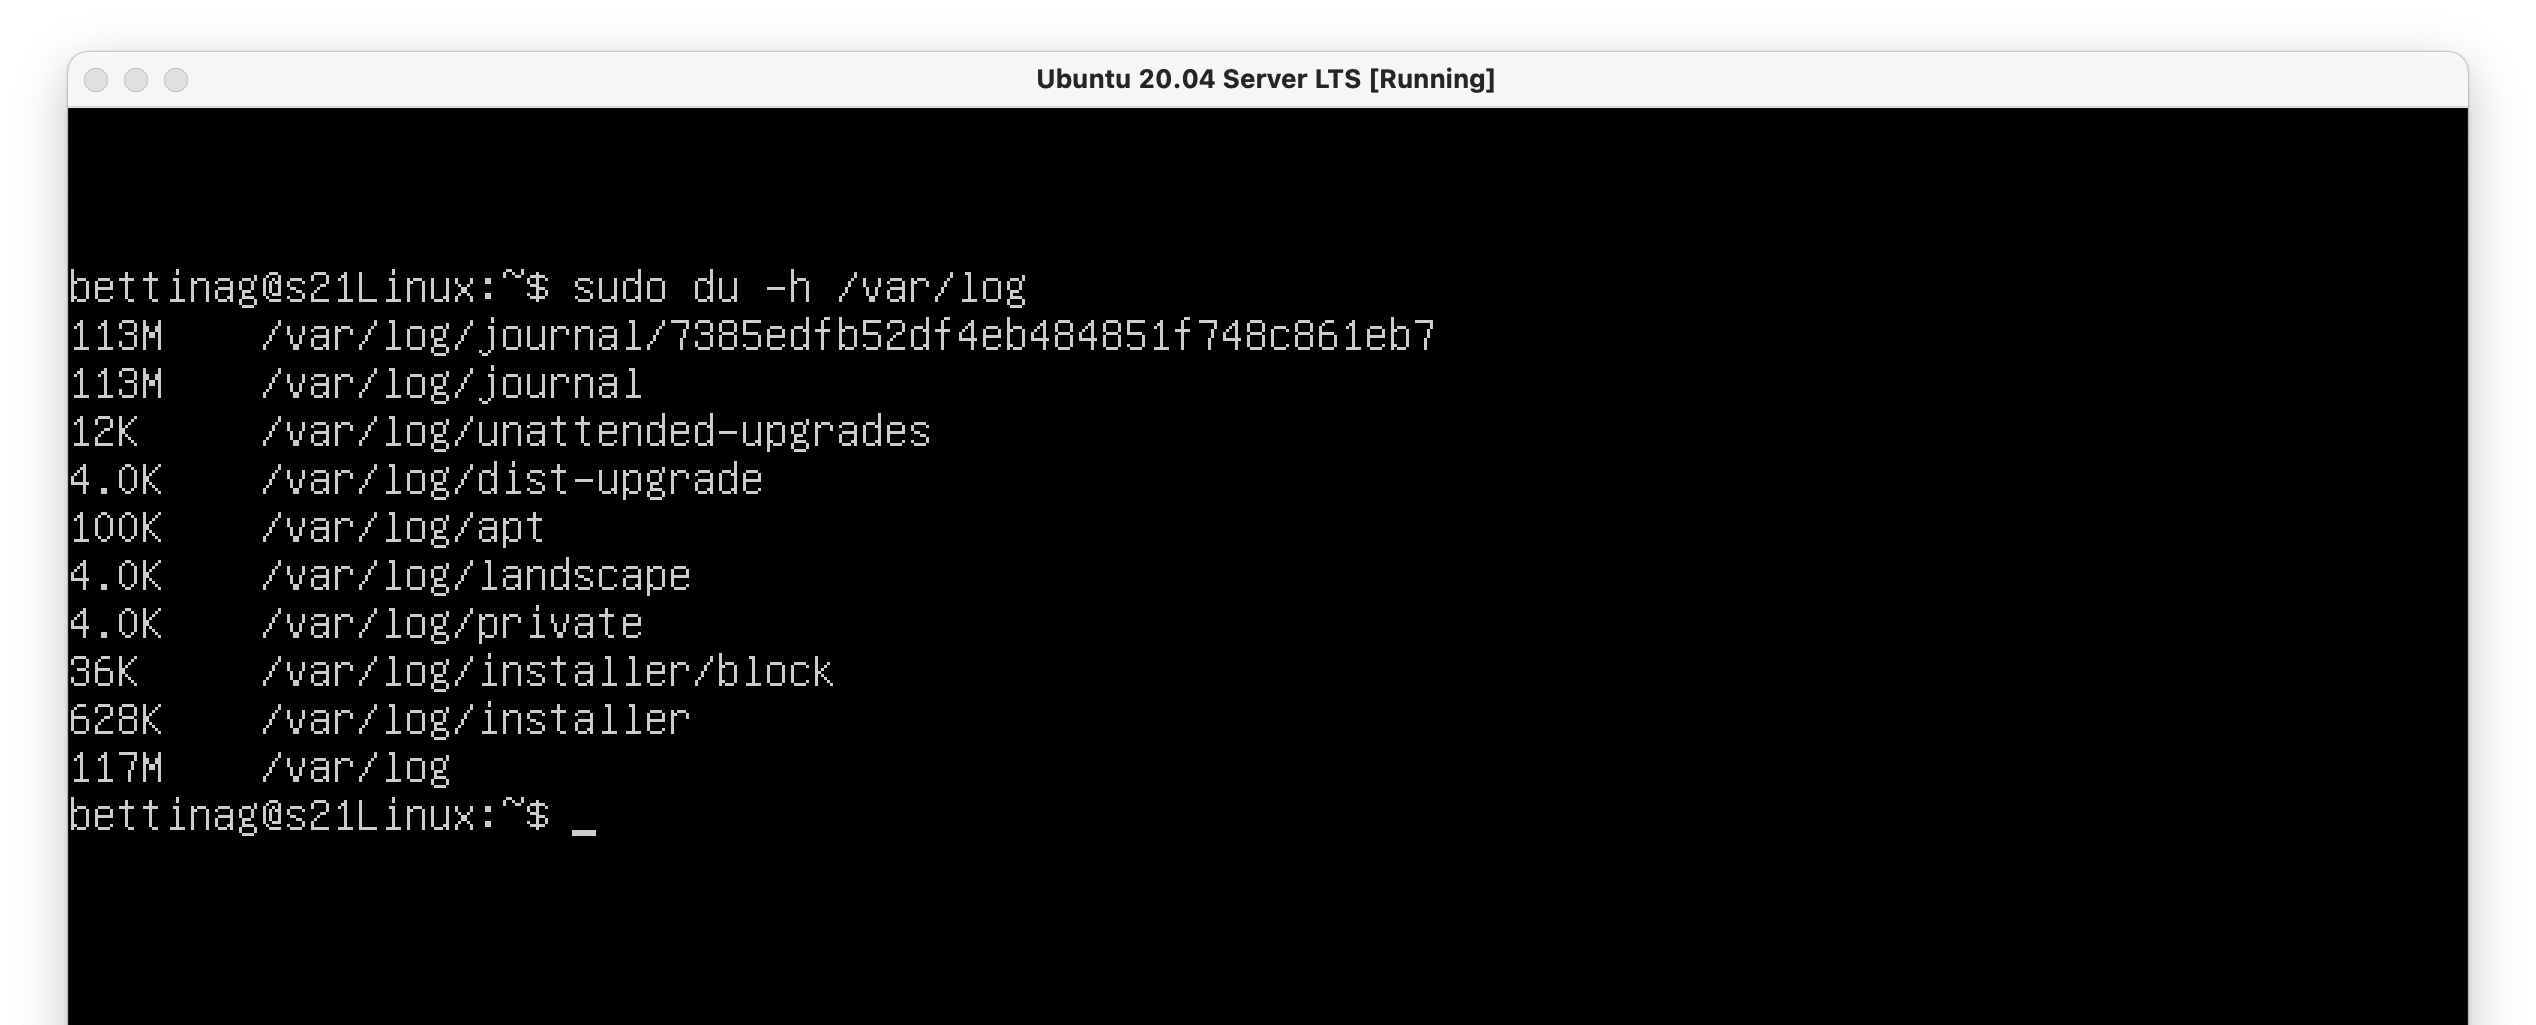 Ubuntu 20.04 Server LTS [Running]
bettinag@s21Linux:~$ sudo du -h /var/log
113M    /var/log/journal/7385edfb52df4eb484851f748c861eb7
113M    /var/log/journal
12K     /var/log/unattended-upgrades
4.0K    /var/log/dist-upgrade
100K    /var/log/apt
4.0K    /var/log/landscape
4.0K    /var/log/private
36K     /var/log/installer/block
628K    /var/log/installer
117M    /var/log
bettinag@s21Linux:~$ _